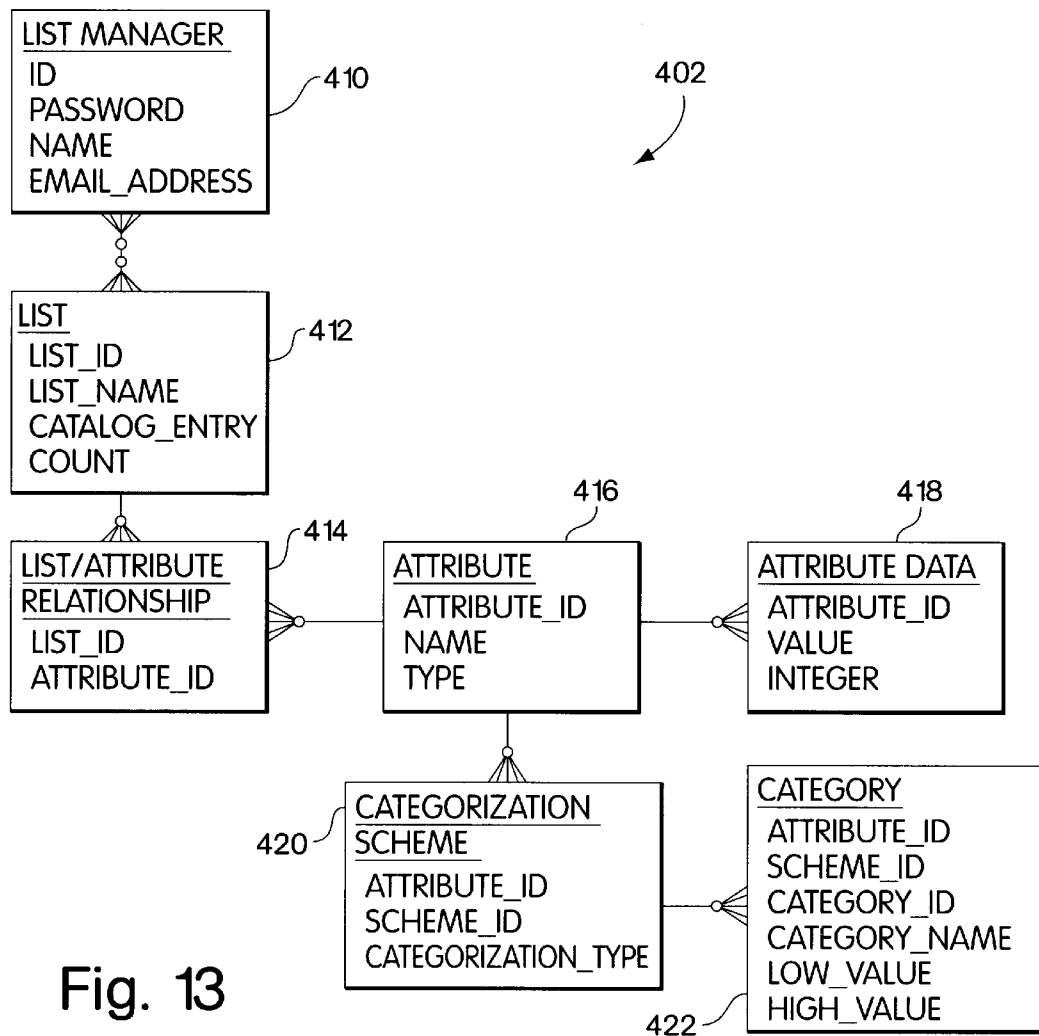 LIST MANAGER
ID
PASSWORD
NAME
EMAIL_ADDRESS
410
402
LIST
LIST_ID
LIST_NAME
CATALOG_ENTRY
COUNT
412
LIST/ATTRIBUTE
RELATIONSHIP
LIST_ID
ATTRIBUTE_ID
414
ATTRIBUTE
ATTRIBUTE_ID
NAME
TYPE
416
ATTRIBUTE DATA
ATTRIBUTE_ID
VALUE
INTEGER
418
CATEGORIZATION
SCHEME
ATTRIBUTE_ID
SCHEME_ID
CATEGORIZATION_TYPE
420
CATEGORY
ATTRIBUTE_ID
SCHEME_ID
CATEGORY_ID
CATEGORY_NAME
LOW_VALUE
HIGH_VALUE
422
Fig. 13